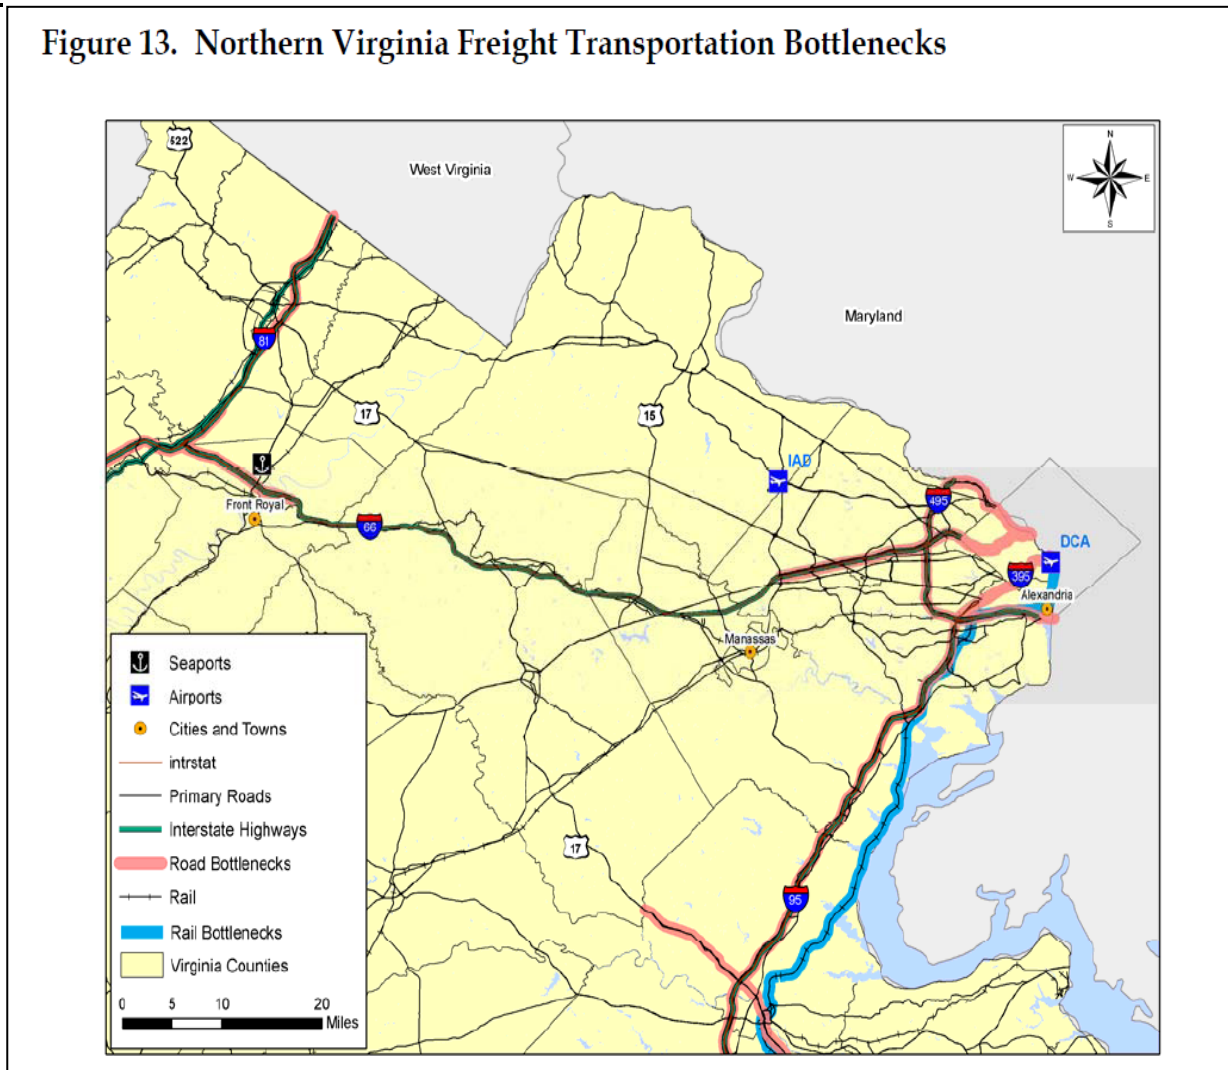 Figure 13. Northern Virginia Freight Transportation Bottlenecks
522
West Virginia
N
W
E
S
Maryland
81
17
15
IAD
495
Front Royal
66
DCA
395
Alexandria
Manassas
Seaports
Airports
Cities and Towns
intrstat
Primary Roads
Interstate Highways
Road Bottlenecks
17
Rail
95
Rail Bottlenecks
Virginia Counties
0 5 10 20
Miles